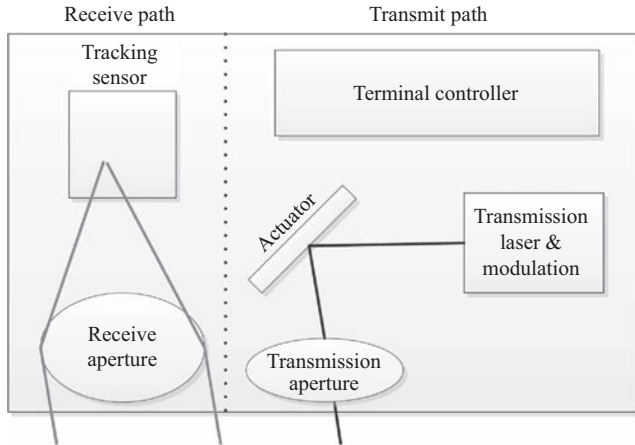 Receive path
Transmit path
Tracking
sensor
Terminal controller
Actuator
Transmission
laser &
modulation
Receive
aperture
Transmission
aperture